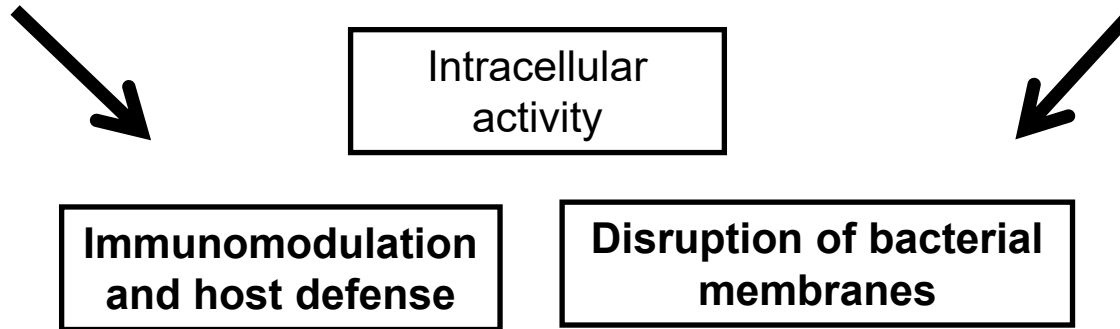 Intracellular
activity
Immunomodulation
and host defense
Disruption of bacterial
membranes